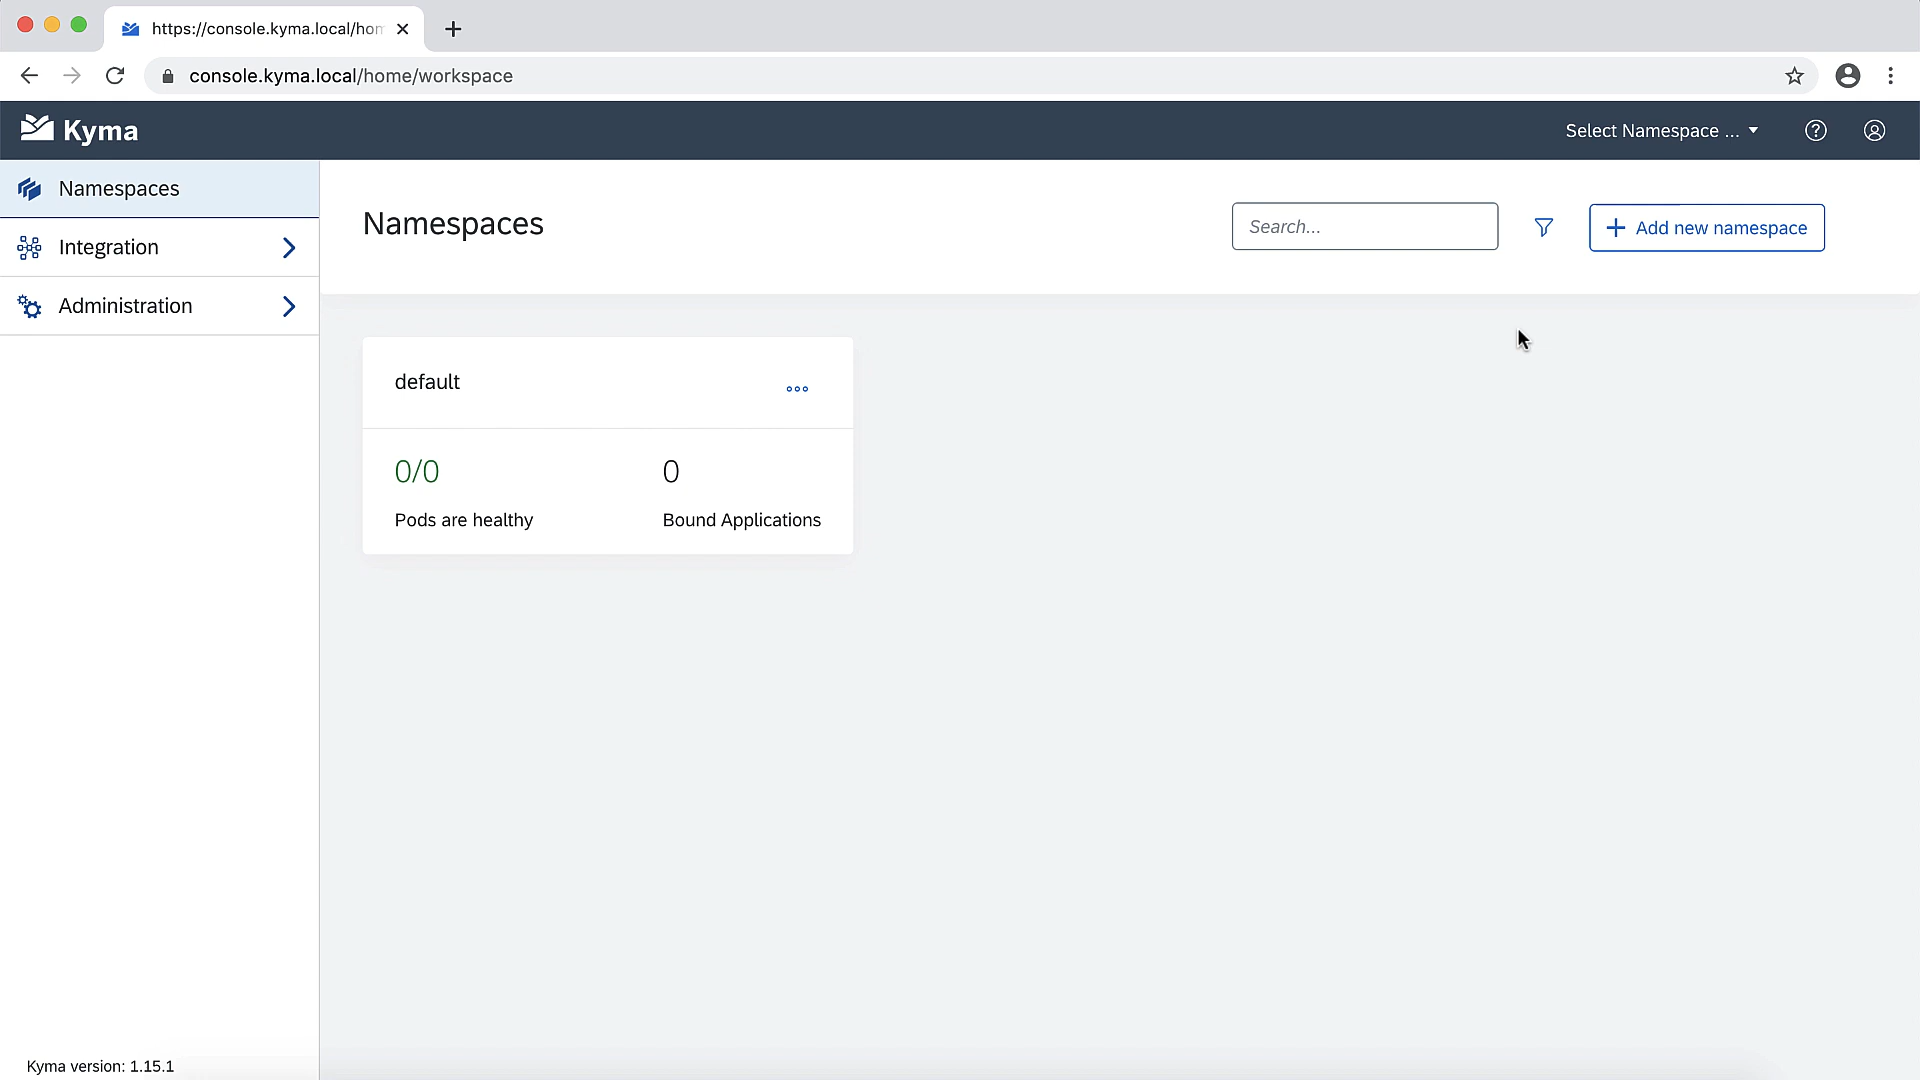 https://console.kyma.local/hom
console.kyma.local/home/workspace
Kyma
Select Namespace ...
Namespaces
Integration
Administration
Namespaces
Search...
Add new namespace
default
0/0
0
Pods are healthy
Bound Applications
Kyma version: 1.15.1